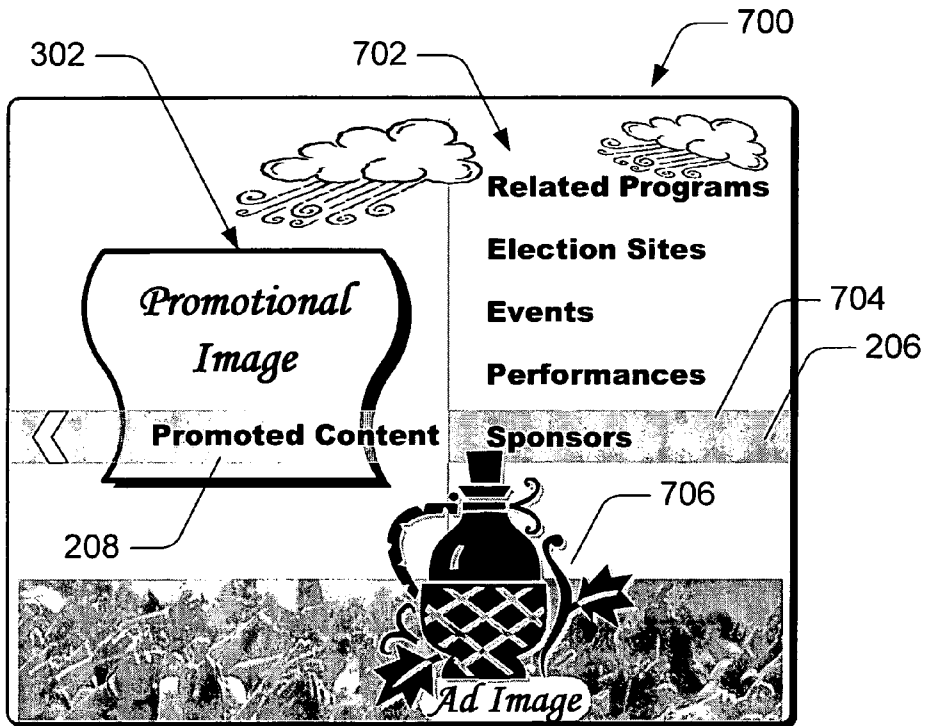 700
302
702
Related Programs
Election Sites
Promotional
Image
Events
704
206
Performances
Promoted Content
Sponsors
706
208
Ad Image